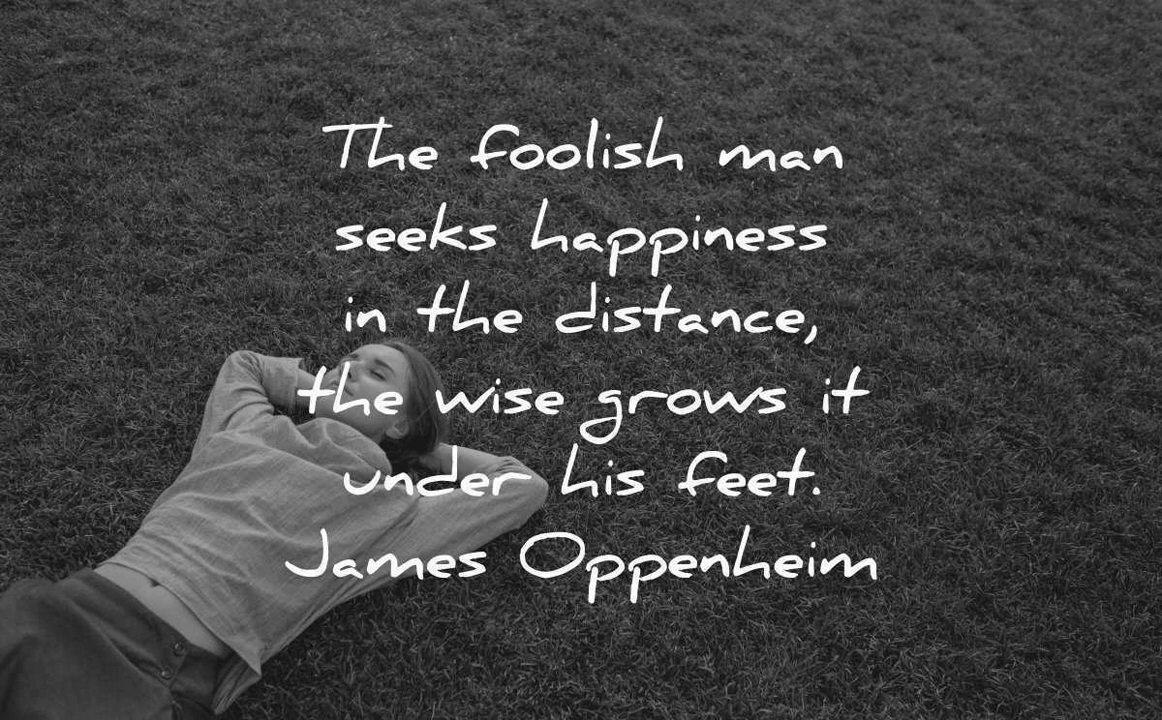 The foolish man
seeks happiness
in the distance,
the wise grows it
under his feet.
James Oppenheim